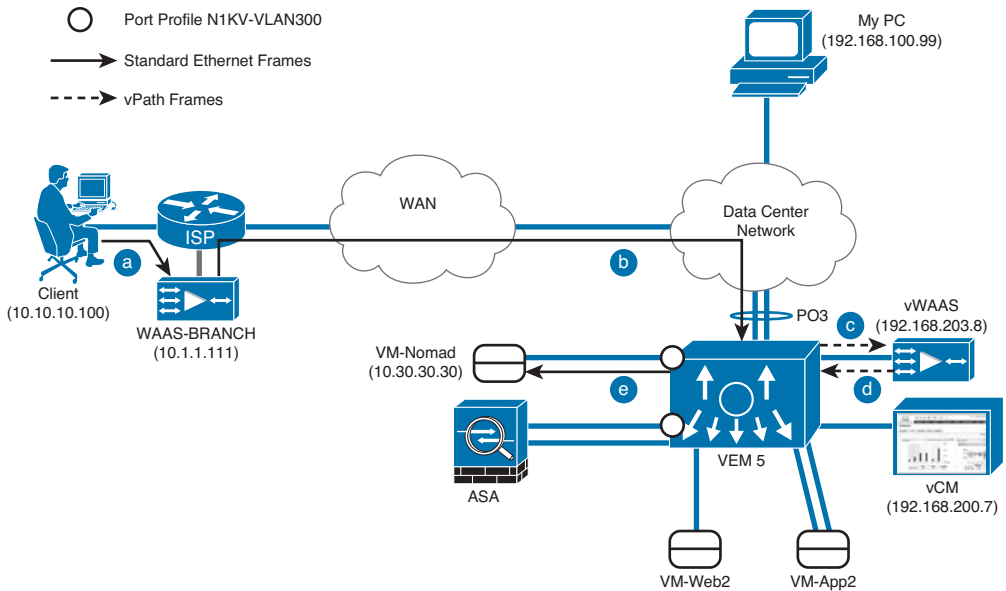 Port Profile N1KV-VLAN300
Standard Ethernet Frames
vPath Frames
My PC
(192.168.100.99)
WAN
Data Center
Network
ISP
a
b
Client
(10.10.10.100)
WAAS-BRANCH
(10.1.1.111)
PO3
c
vWAAS
(192.168.203.8)
VM-Nomad
(10.30.30.30)
e
d
VEM 5
ASA
vCM
(192.168.200.7)
VM-Web2
VM-App2